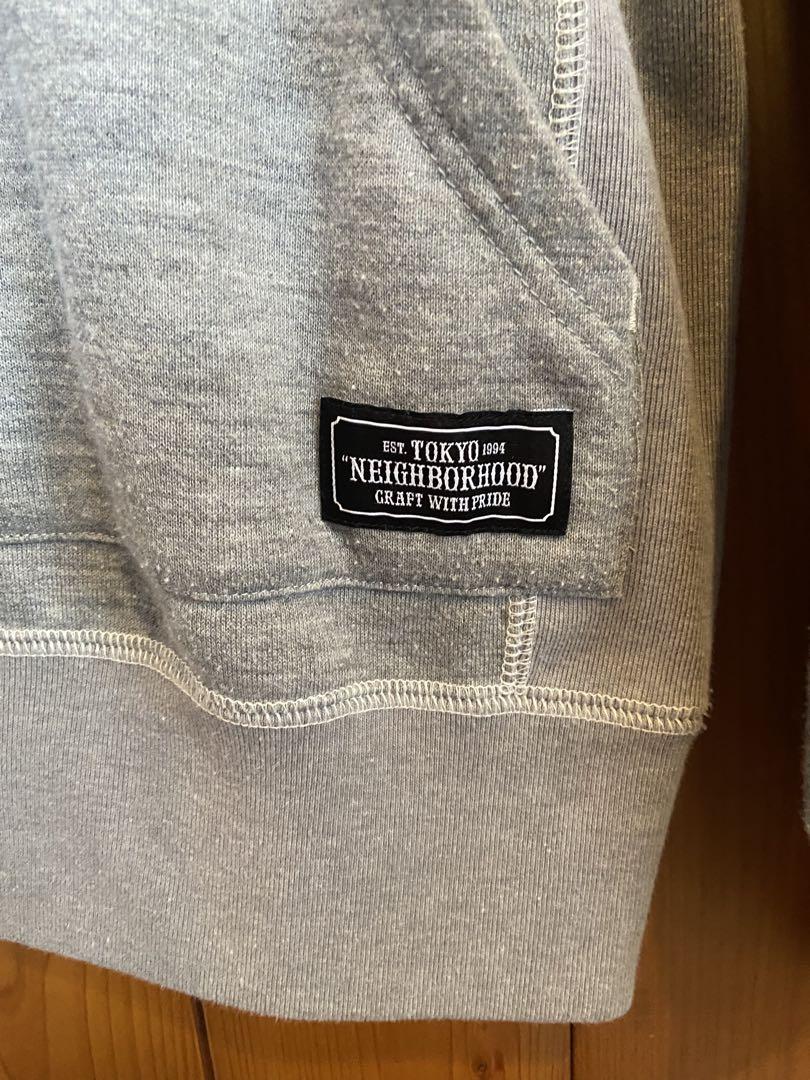 EST. TOKYO 1994
"NEIGHBORHOOD"
CRAFT WITH PRIDE